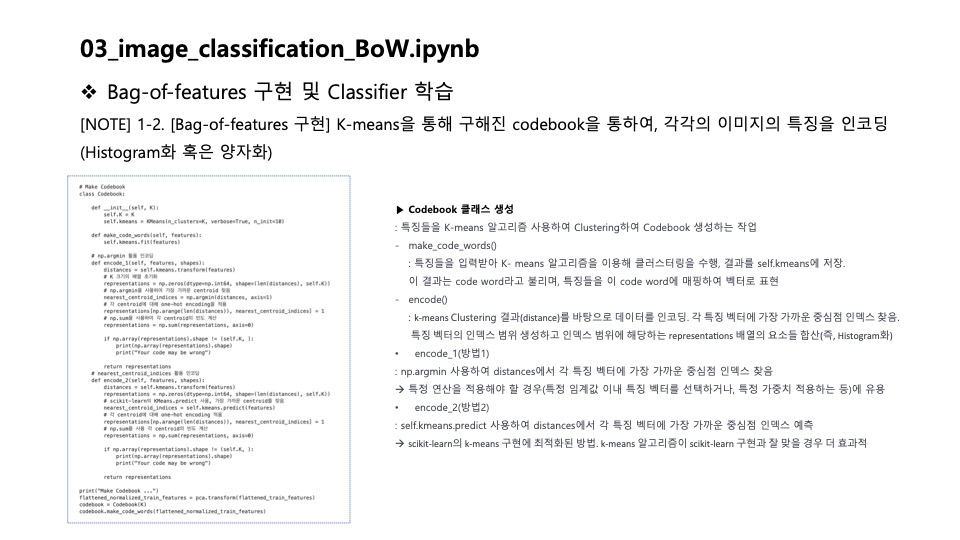 03_image_classification_BoW.ipynb
❖ Bag-of-features 구현 및 Classifier 학습
[NOTE] 1-2. [Bag-of-features 구현] K-means을 통해 구해진 codebook을 통하여, 각각의 이미지의 특징을 인코딩
(Histogram화 혹은 양자화)
# Make Codebook
class Codebook:
def __init__(self, K):
self.K = K
self.kmeans = KMeans(n_clusters=K, verbose=True, n_init=10)
def make_code_words(self, features):
self.kmeans.fit(features)
# np.argmin 활용 인코딩
def encode_1(self, features, shapes):
distances = self.kmeans.transform(features)
# K 크기의 배열 초기화
representations = np.zeros(dtype=np.int64, shape=(len(distances), self.K))
# np.argmin을 사용하여 가장 가까운 centroid 찾음
nearest_centroid_indices = np.argmin(distances, axis=1)
# 각 centroid에 대해 one-hot encoding을 적용
representations[np.arange(len(distances)), nearest_centroid_indices] = 1
# np.sum을 사용하여 각 centroid의 빈도 계산
representations = np.sum(representations, axis=0)
if np.array(representations).shape != (self.K, ):
print(np.array(representations).shape)
print("Your code may be wrong")
return representations
# nearest_centroid_indices 활용 인코딩
def encode_2(self, features, shapes):
distances = self.kmeans.transform(features)
representations = np.zeros(dtype=np.int64, shape=(len(distances), self.K))
# scikit-learn의 KMeans.predict 사용, 가장 가까운 centroid를 찾음
nearest_centroid_indices = self.kmeans.predict(features)
# 각 centroid에 대해 one-hot encoding 적용
representations[np.arange(len(distances)), nearest_centroid_indices] = 1
# np.sum를 사용 각 centroid의 빈도 계산
representations = np.sum(representations, axis=0)
if np.array(representations).shape != (self.K, ):
print(np.array(representations).shape)
print("Your code may be wrong")
return representations
print("Make Codebook ...")
flattened_normalized_train_features = pca.transform(flattened_train_features)
codebook = Codebook(K)
codebook.make_code_words(flattened_normalized_train_features)
▶ Codebook 클래스 생성
: 특징들을 K-means 알고리즘 사용하여 Clustering하여 Codebook 생성하는 작업
- make_code_words()
: 특징들을 입력받아 K- means 알고리즘을 이용해 클러스터링을 수행, 결과를 self.kmeans에 저장.
이 결과는 code word라고 불리며, 특징들을 이 code word에 매핑하여 벡터로 표현
- encode()
: k-means Clustering 결과(distance)를 바탕으로 데이터를 인코딩. 각 특징 벡터에 가장 가까운 중심점 인덱스 찾음.
특징 벡터의 인덱스 범위 생성하고 인덱스 범위에 해당하는 representations 배열의 요소들 합산(즉, Histogram화)
• encode_1(방법1)
: np.argmin 사용하여 distances에서 각 특징 벡터에 가장 가까운 중심점 인덱스 찾음
→ 특정 연산을 적용해야 할 경우(특정 임계값 이내 특징 벡터를 선택하거나, 특정 가중치 적용하는 등)에 유용
• encode_2(방법2)
: self.kmeans.predict 사용하여 distances에서 각 특징 벡터에 가장 가까운 중심점 인덱스 예측
→ scikit-learn의 k-means 구현에 최적화된 방법. k-means 알고리즘이 scikit-learn 구현과 잘 맞을 경우 더 효과적